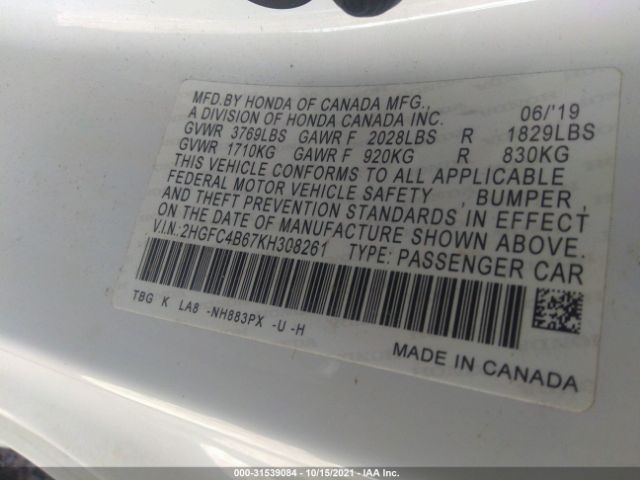 MFD.BY HONDA OF CANADA MFG.,
A DIVISION OF HONDA CANADA INC. 06/'19
GVWR 3769LBS GAWR F 2028LBS R 1829LBS
GVWR 1710KG GAWR F 920KG R 830KG
THIS VEHICLE CONFORMS TO ALL APPLICABLE
FEDERAL MOTOR VEHICLE SAFETY , BUMPER ,
AND THEFT PREVENTION STANDARDS IN EFFECT
ON THE DATE OF MANUFACTURE SHOWN ABOVE.
V.I.N.:2HGFC4B67KH308261 TYPE: PASSENGER CAR
TBG K LA8 -NH883PX -U -H
MADE IN CANADA
000-31539084 | 10/15/2021 | IAA Inc.